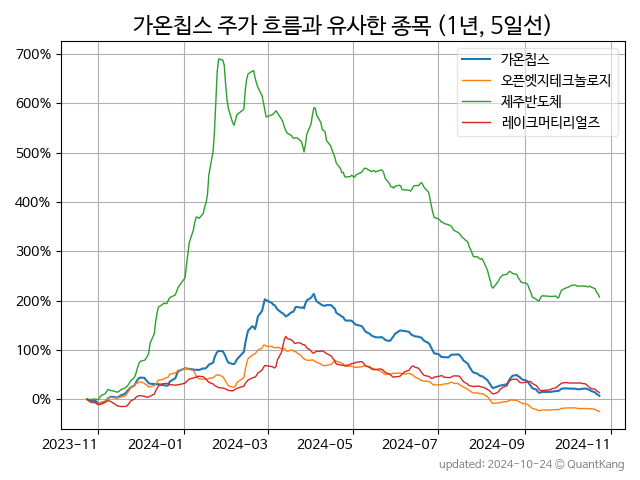 가온칩스 주가 흐름과 유사한 종목 (1년, 5일선)
가온칩스
오픈엣지테크놀로지
제주반도체
레이크머티리얼즈
700%
600%
500%
400%
300%
200%
100%
0%
2023-11 2024-01 2024-03 2024-05 2024-07 2024-09 2024-11
updated: 2024-10-24 © QuantKang